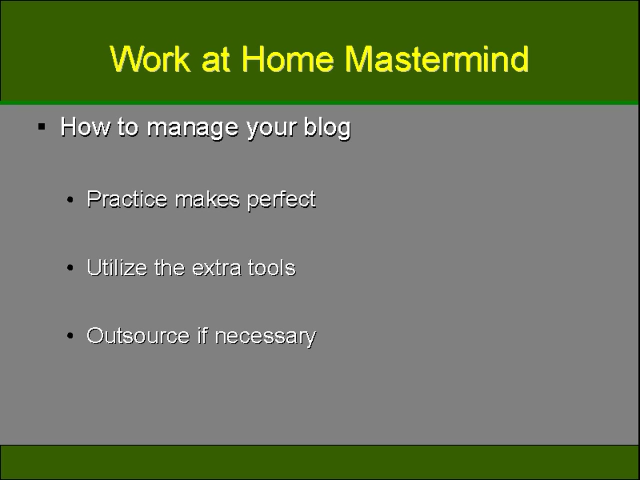 Work at Home Mastermind
▪ How to manage your blog
• Practice makes perfect
• Utilize the extra tools
• Outsource if necessary